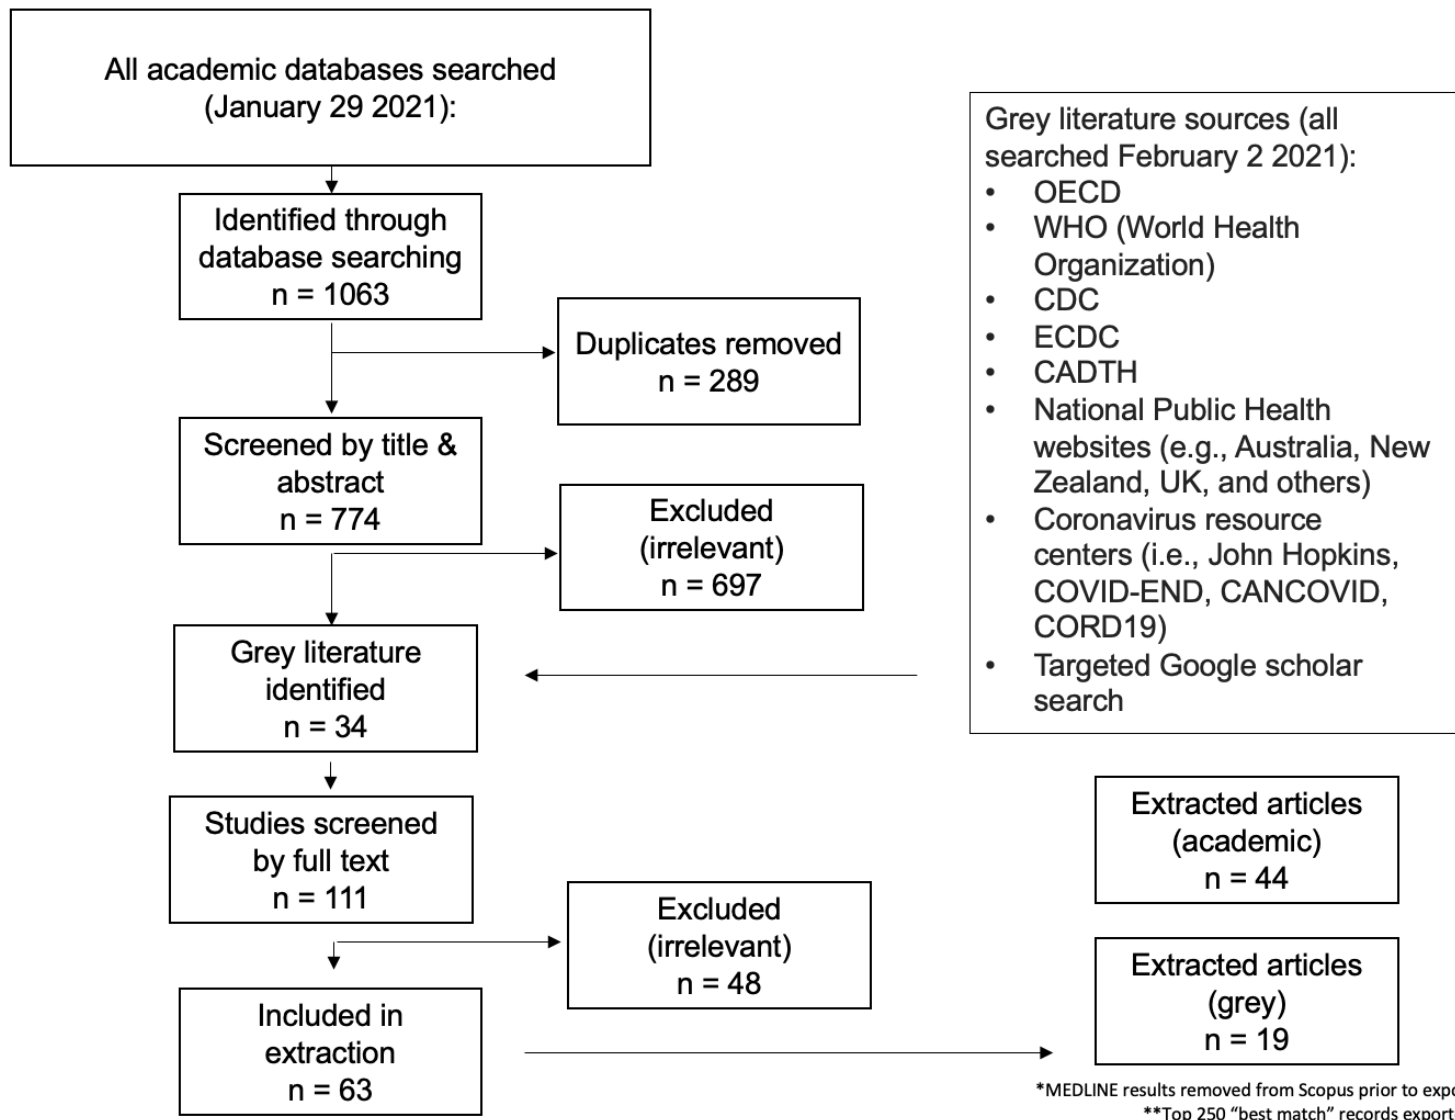 All academic databases searched
(January 29 2021):
Identified through
database searching
n = 1063
Duplicates removed
n = 289
Screened by title &
abstract
n = 774
Excluded
(irrelevant)
n = 697
Grey literature sources (all
searched February 2 2021):
• OECD
• WHO (World Health
Organization)
• CDC
• ECDC
• CADTH
• National Public Health
websites (e.g., Australia, New
Zealand, UK, and others)
• Coronavirus resource
centers (i.e., John Hopkins,
COVID-END, CANCOVID,
CORD19)
• Targeted Google scholar
search
Grey literature
identified
n = 34
Studies screened
by full text
n = 111
Excluded
(irrelevant)
n = 48
Included in
extraction
n = 63
Extracted articles
(academic)
n = 44
Extracted articles
(grey)
n = 19
*MEDLINE results removed from Scopus prior to
**Top 250 “best match” records